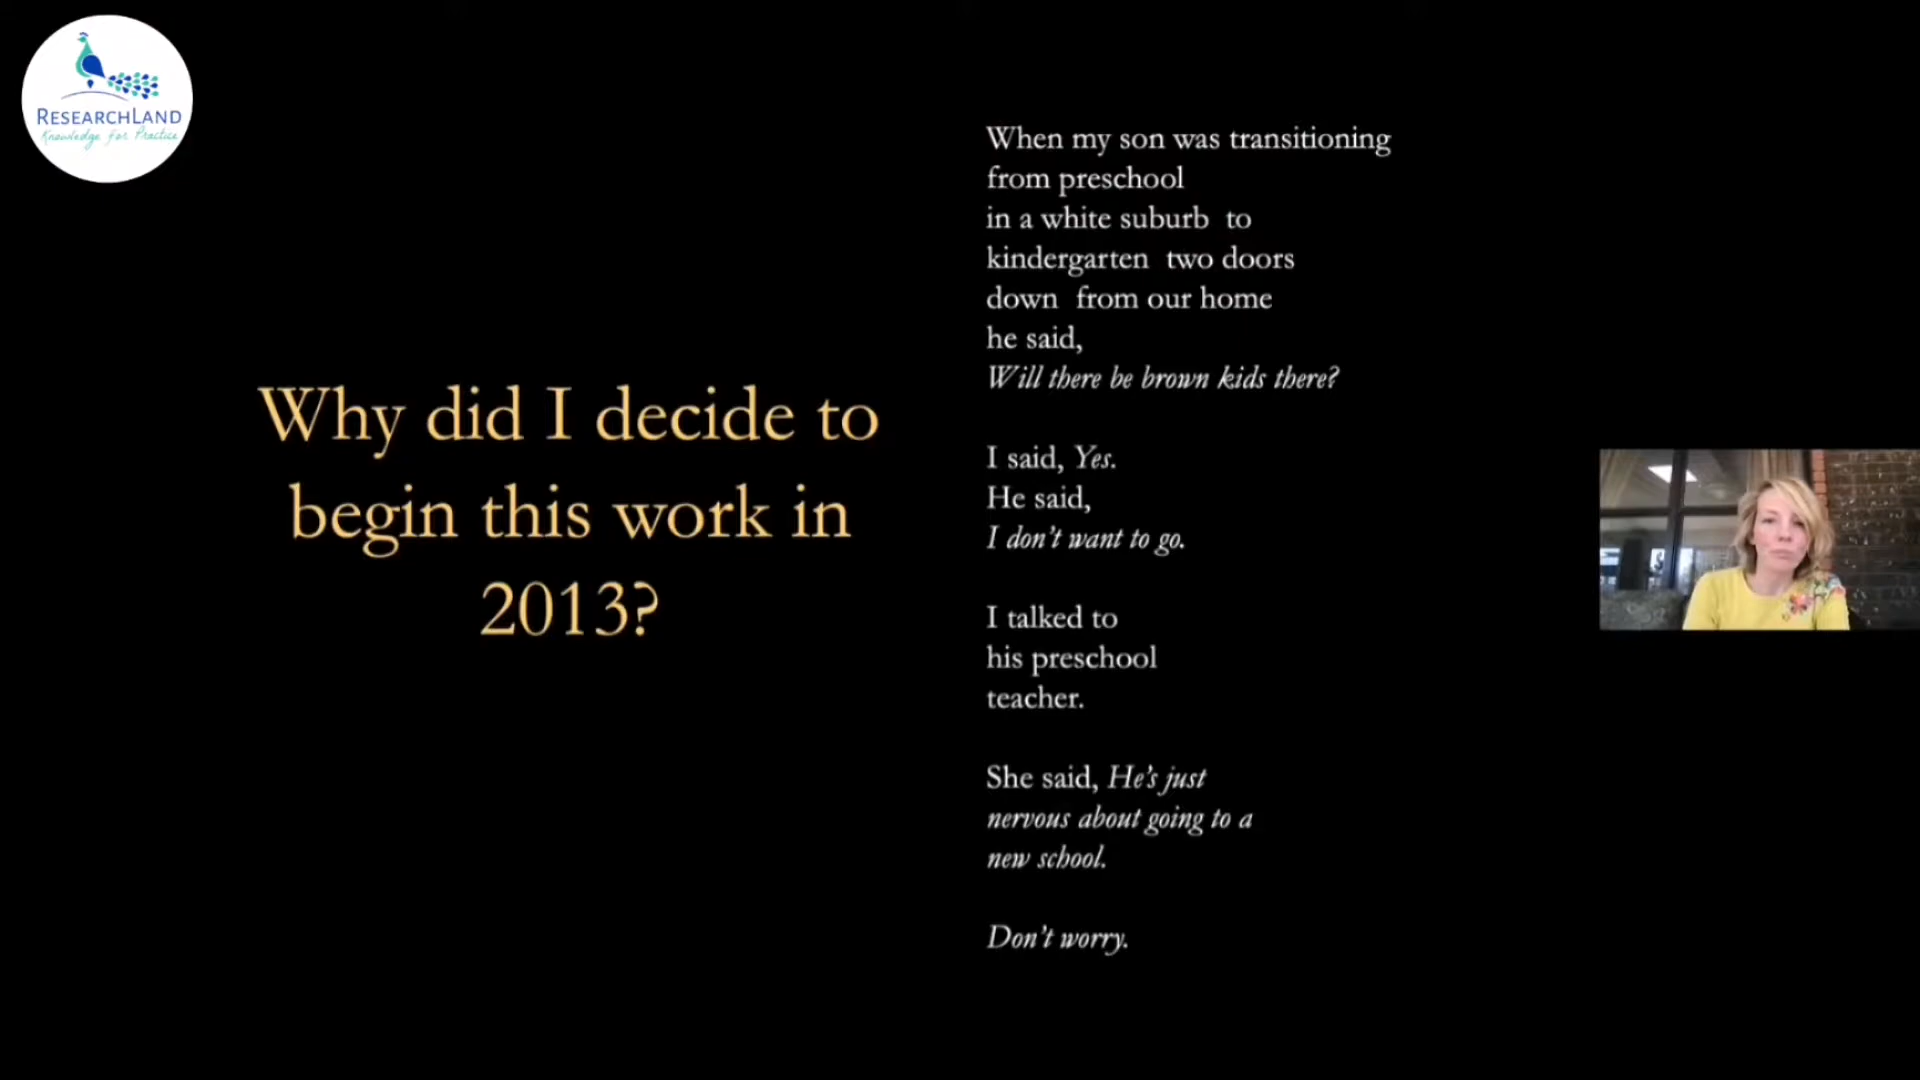 RESEARCHLAND
Knowledge For Practice
Why did I decide to
begin this work in
2013?
When my son was transitioning
from preschool
in a white suburb to
kindergarten two doors
down from our home
he said,
Will there be brown kids there?
I said, Yes.
He said,
I don't want to go.
I talked to
his preschool
teacher.
She said, He's just
nervous about going to a
new school.
Don't worry.